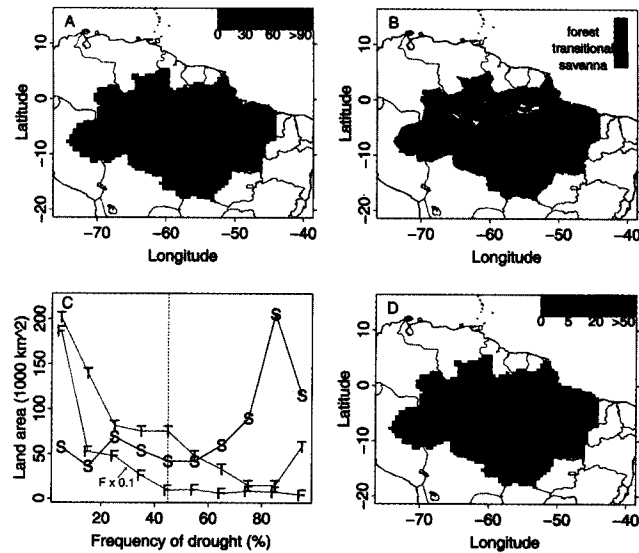 A
0 30 60 >90
10
0
-10
-20
Latitude
-70 -60 -50 -40
Longitude
B
forest
transitional
savanna
10
0
-10
-20
Latitude
-70 -60 -50 -40
Longitude
C
200
150
100
50
0
Land area (1000 km^2)
T T T T T T T T T T
F F F F F F F F F F
S S S S S S S S S S
F x 0.1
20 40 60 80
Frequency of drought (%)
D
0 5 20 >50
10
0
-10
-20
Latitude
-70 -60 -50 -40
Longitude